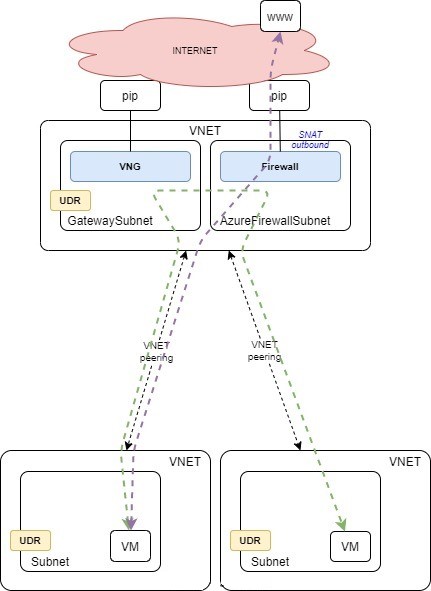 www
INTERNET
pip
pip
VNET
SNAT
outbound
VNG
Firewall
UDR
GatewaySubnet
AzureFirewallSubnet
VNET
peering
VNET
peering
VNET
VNET
UDR
VM
Subnet
UDR
VM
Subnet